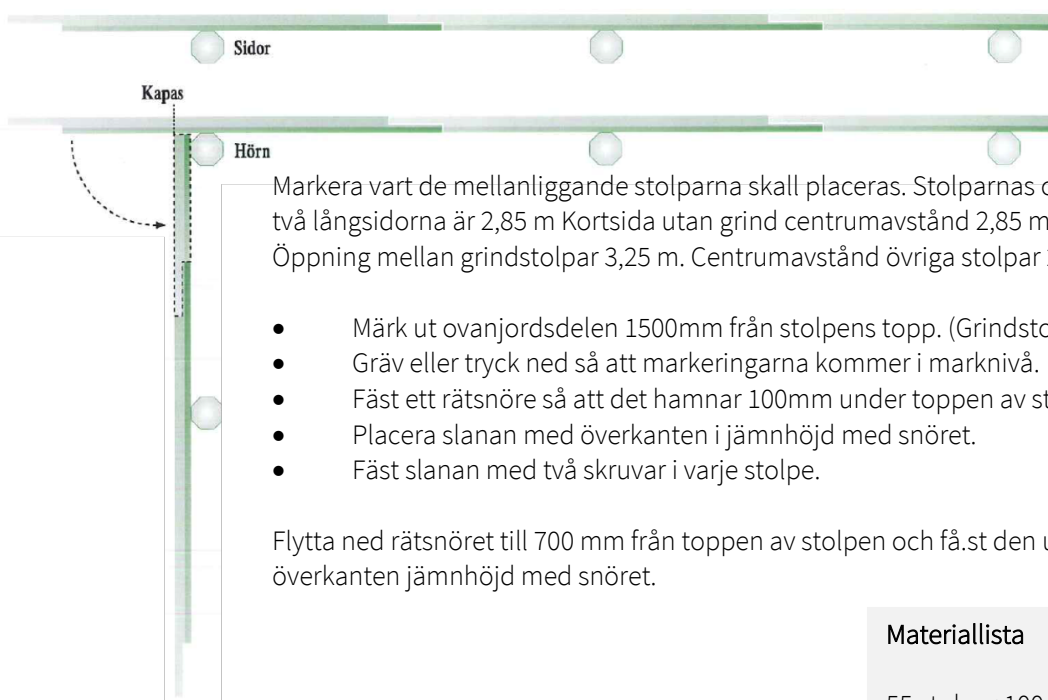 Sidor
Kapas
Hörn
Markera vart de mellanliggande stolparna skall placeras. Stolparnas
två långsidorna är 2,85 m Kortsida utan grind centrumavstånd 2,85 m
Öppning mellan grindstolpar 3,25 m. Centrumavstånd övriga stolpar
• Märk ut ovanjordsdelen 1500mm från stolpens topp.
• Gräv eller tryck ned så att markeringarna kommer i marknivå.
• Fäst ett rätsnöre så att det hamnar 100mm under toppen av
• Placera slanan med överkanten i jämnhöjd med snöret.
• Fäst slanan med två skruvar i varje stolpe.
Flytta ned rätsnöret till 700 mm från toppen av stolpen och få.st den
överkanten jämnhöjd med snöret.
Materiallista